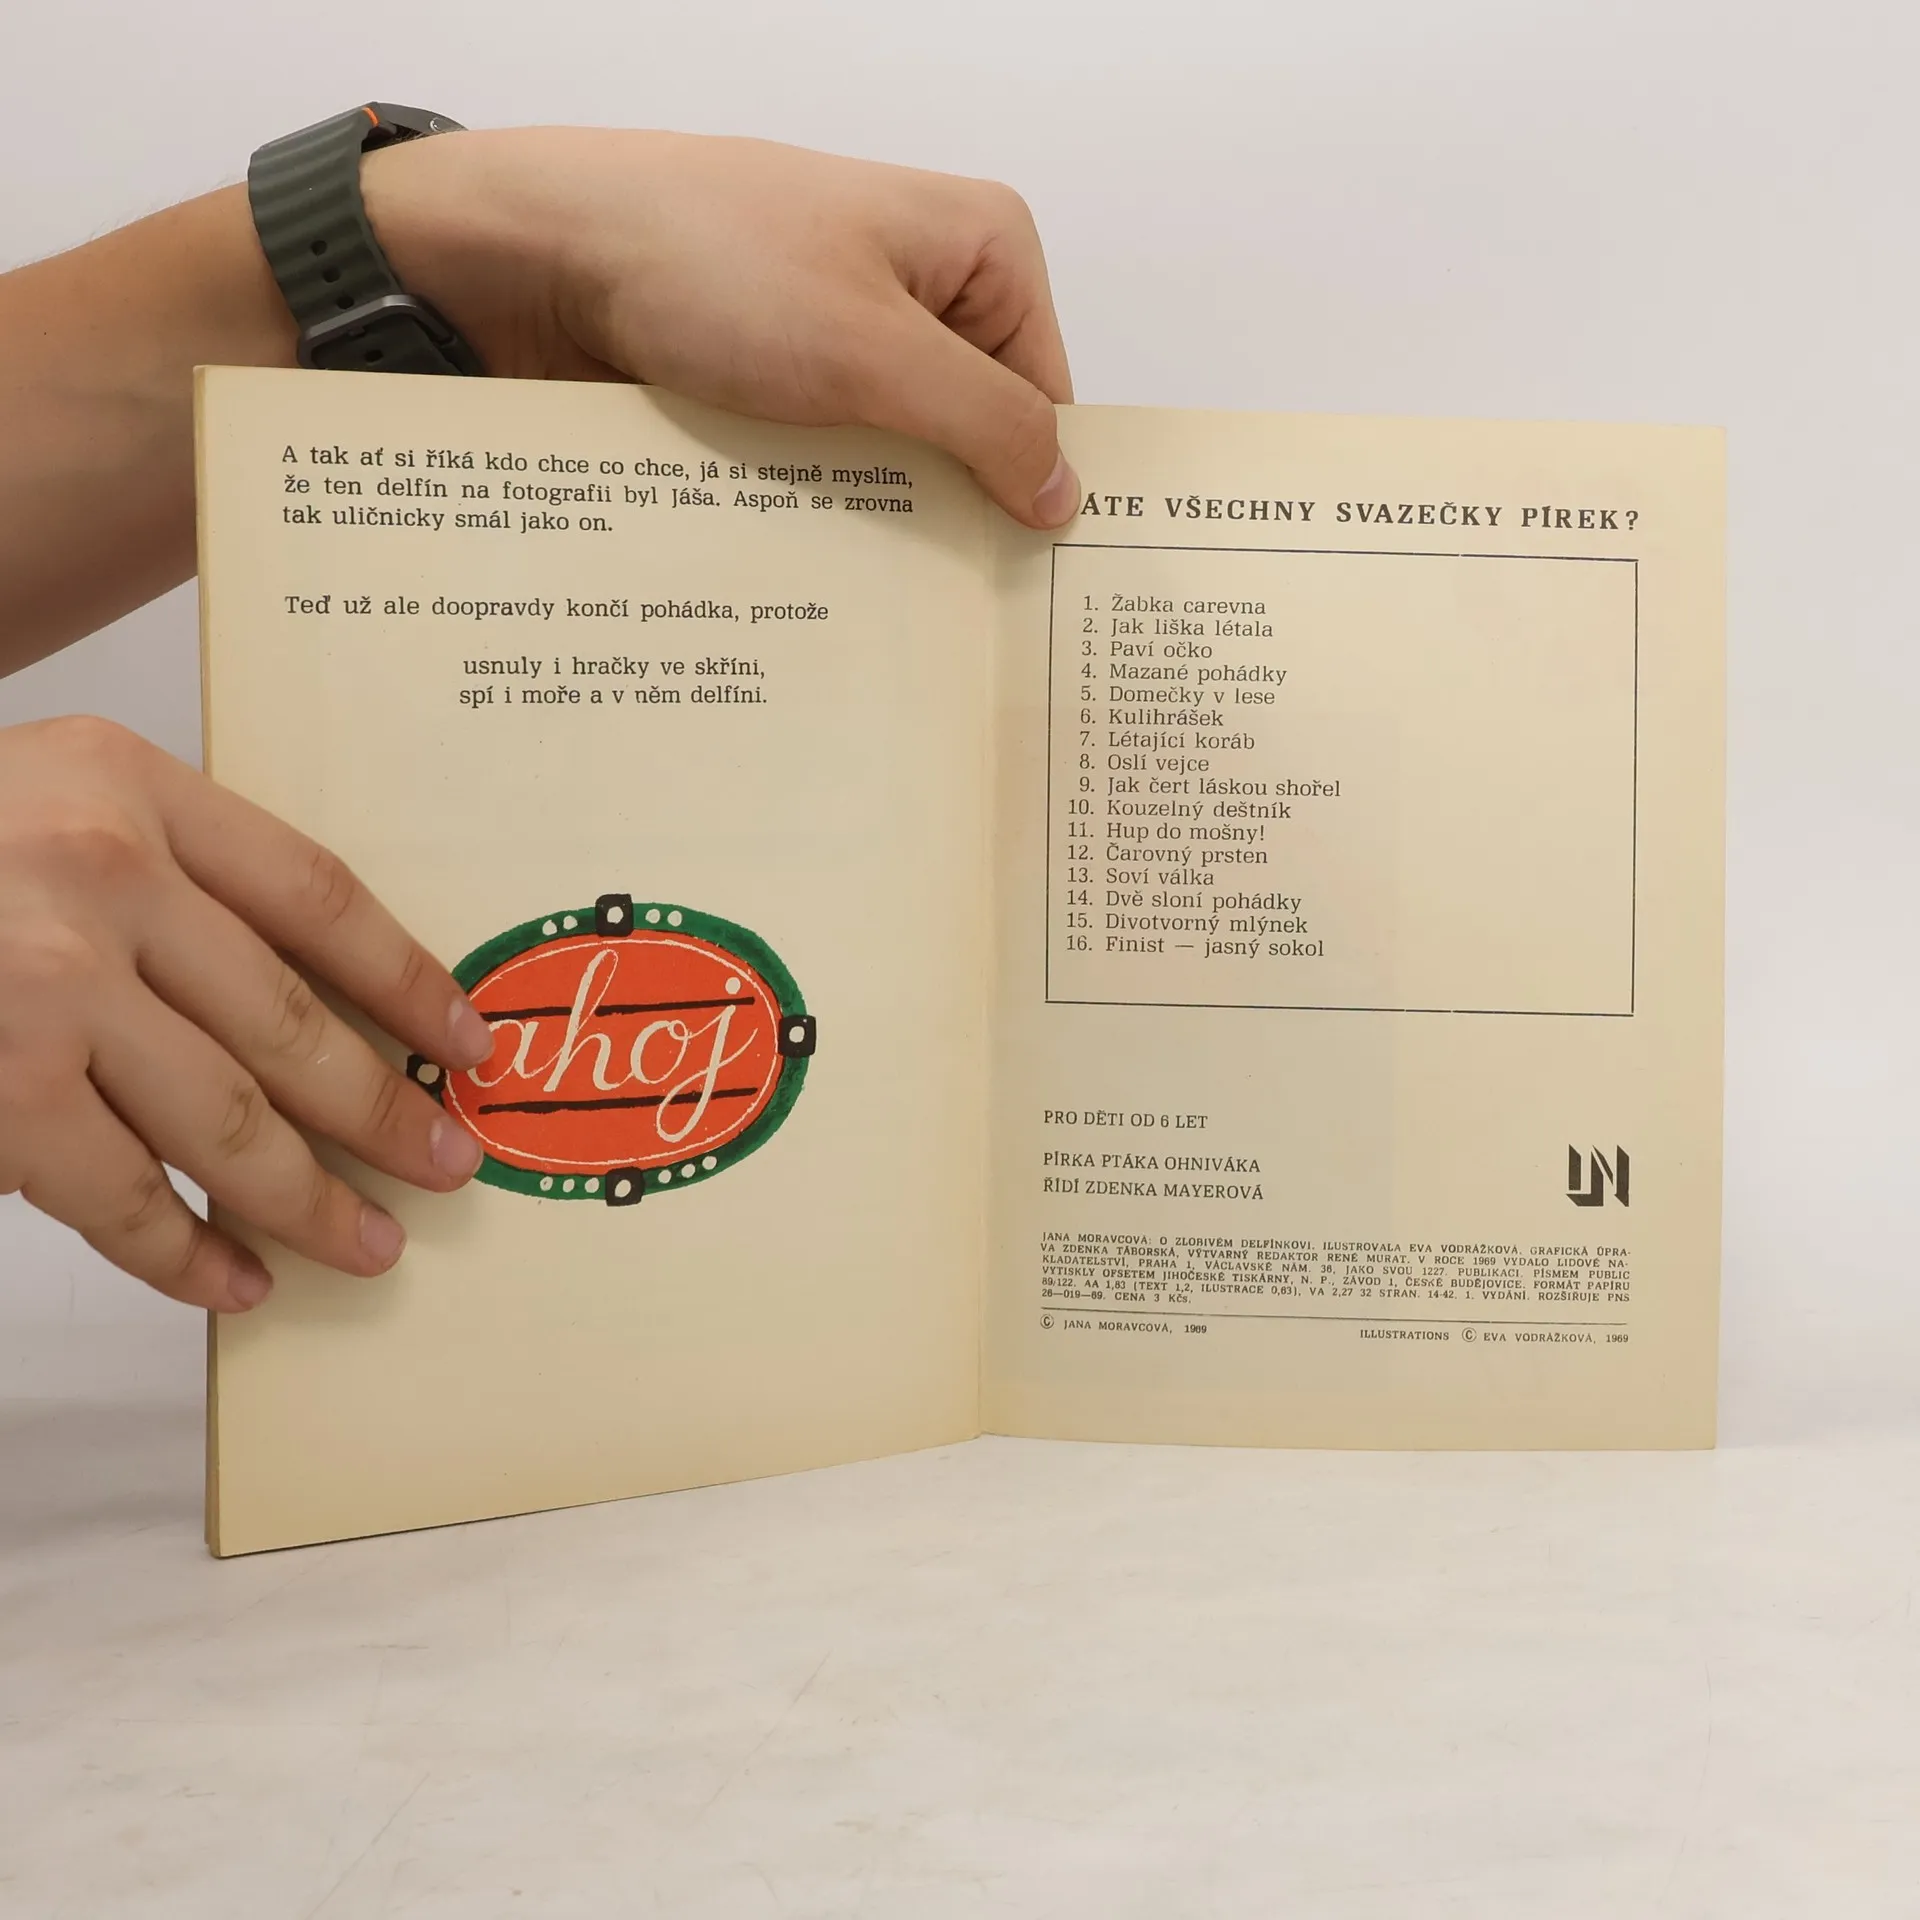 A tak ať si říká kdo chce co chce, já si stejně myslím,
že ten delfín na fotografii byl Jáša. Aspoň se zrovna
tak uličnicky smál jako on.
Teď už ale doopravdy končí pohádka, protože
usnuly i hračky ve skříni,
spí i moře a v něm delfíni.
ahoj
ÁTE VŠECHNY SVAZEČKY PÍREK?
1. Žabka carevna
2. Jak liška létala
3. Paví očko
4. Mazané pohádky
5. Domečky v lese
6. Kulihrášek
7. Létající koráb
8. Oslí vejce
9. Jak čert láskou shořel
10. Kouzelný deštník
11. Hup do mošny!
12. Čarovný prsten
13. Soví válka
14. Dvě sloní pohádky
15. Divotvorný mlýnek
16. Finist — jasný sokol
PRO DĚTI OD 6 LET
PÍRKA PTÁKA OHNIVÁKA
ŘÍDÍ ZDENKA MAYEROVÁ
LN
JANA MORAVCOVÁ: O ZLOBIVÉM DELFÍNKOVI. ILUSTROVALA EVA VODRÁŽKOVÁ. GRAFICKÁ ÚPRA-
VA ZDENKA TÁBORSKÁ, VÝTVARNÝ REDAKTOR RENÉ MURAT. V ROCE 1969 VYDALO LIDOVÉ NA-
KLADATELSTVÍ, PRAHA 1, VÁCLAVSKÉ NÁM. 36, JAKO SVOU 1227. PUBLIKACI. PÍSMEM PUBLIC
VYTISKLY OFSETEM JIHOČESKÉ TISKÁRNY, N. P., ZÁVOD 1, ČESKÉ BUDĚJOVICE. FORMÁT PAPÍRU
89/122. AA 1,83 (TEXT 1,2, ILUSTRACE 0,63), VA 2,27 32 STRAN. 14-42. 1. VYDÁNÍ. ROZŠIŘUJE PNS
26—019—69. CENA 3 KČs.
© JANA MORAVCOVÁ, 1969
ILLUSTRATIONS © EVA VODRÁŽKOVÁ, 1969